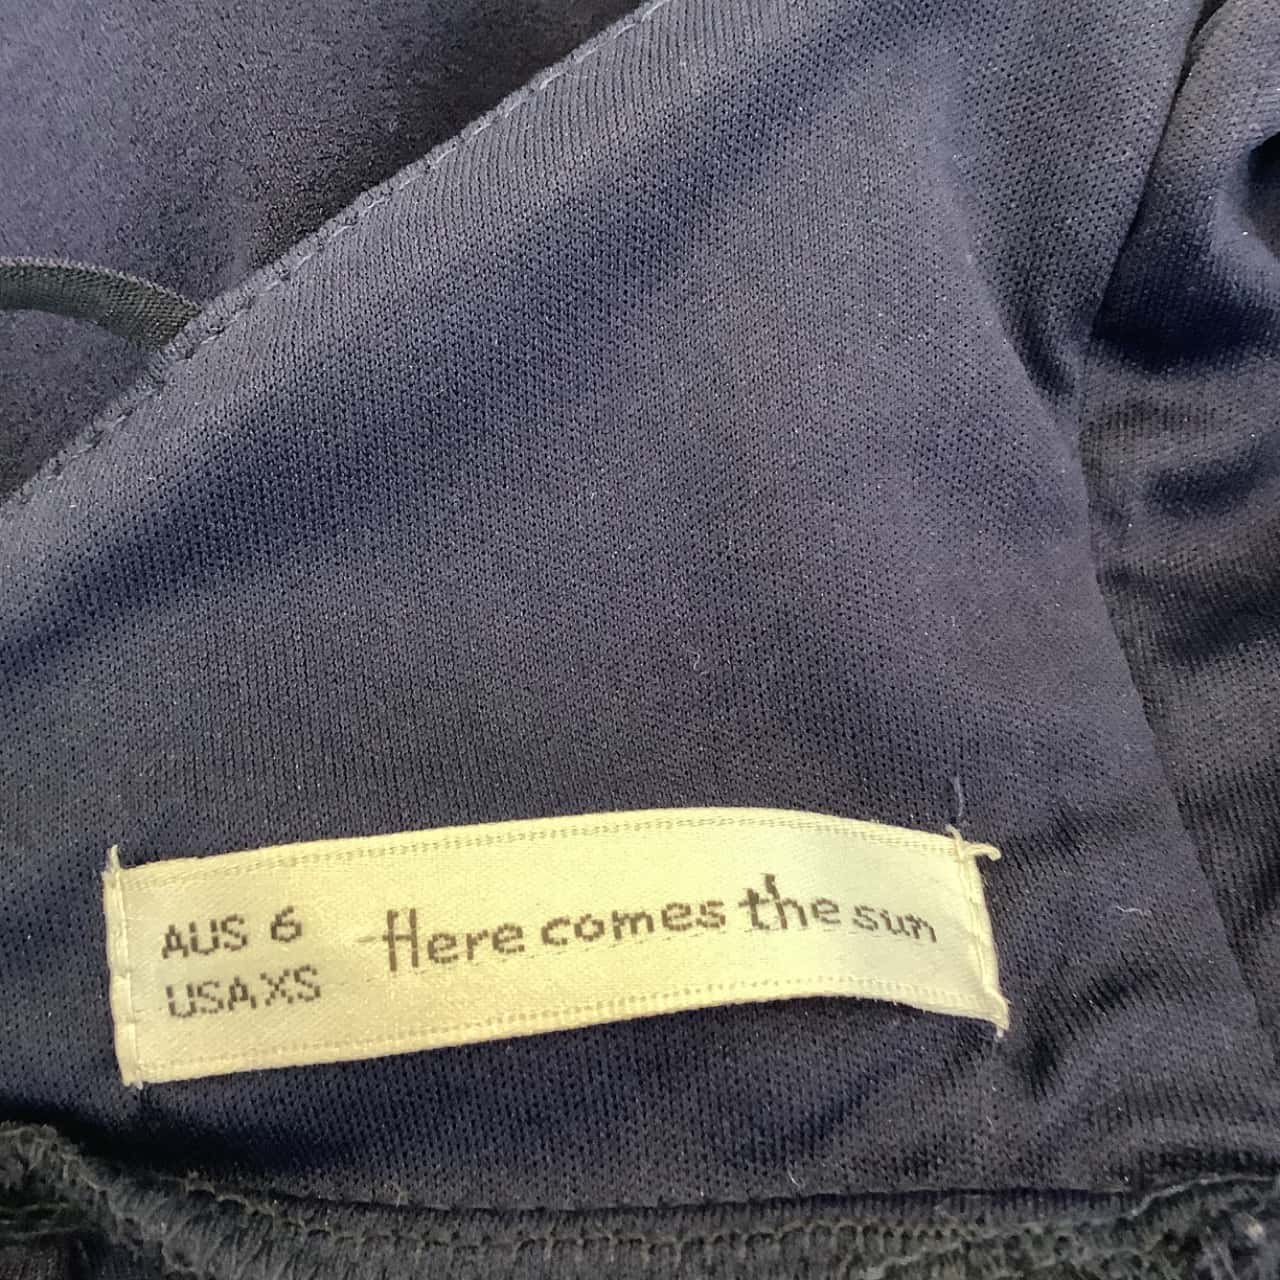 AUS 6
USA XS
Here comes the sun